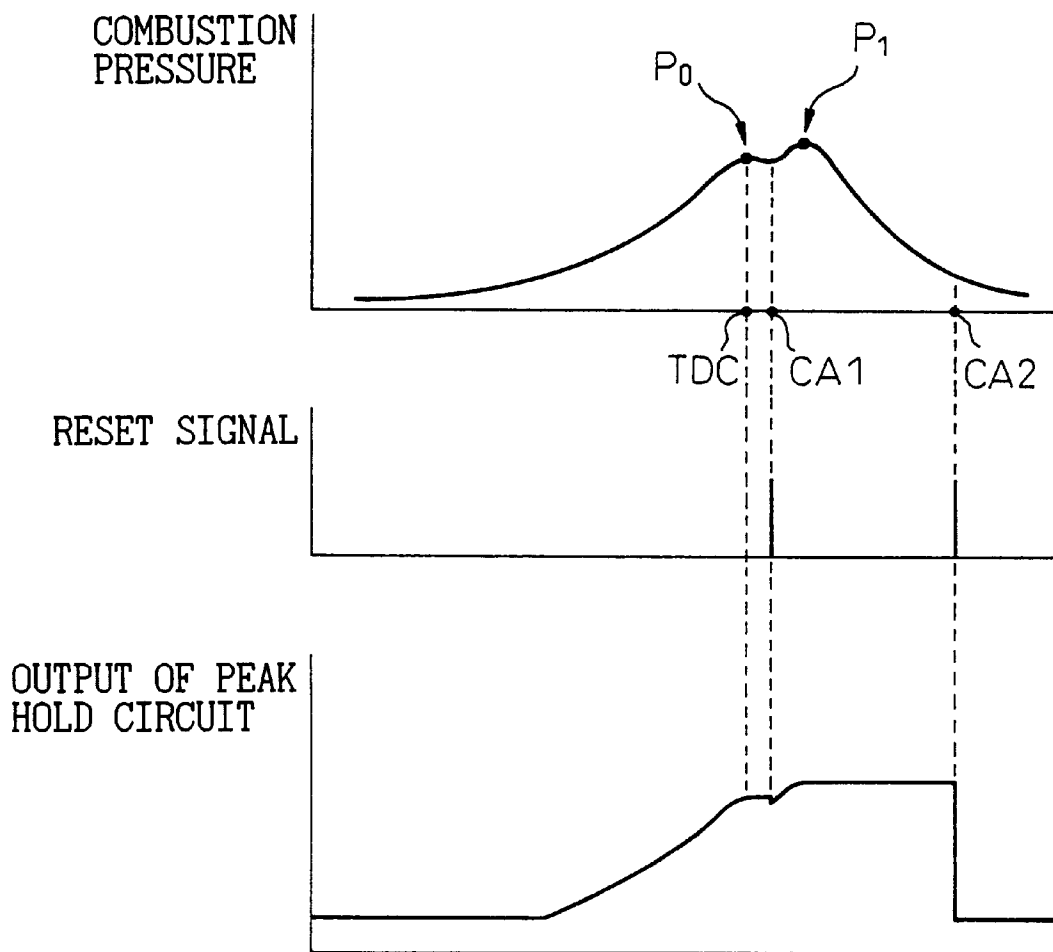 COMBUSTION
PRESSURE
P0
P1
TDC
CA1
CA2
RESET SIGNAL
OUTPUT OF PEAK
HOLD CIRCUIT